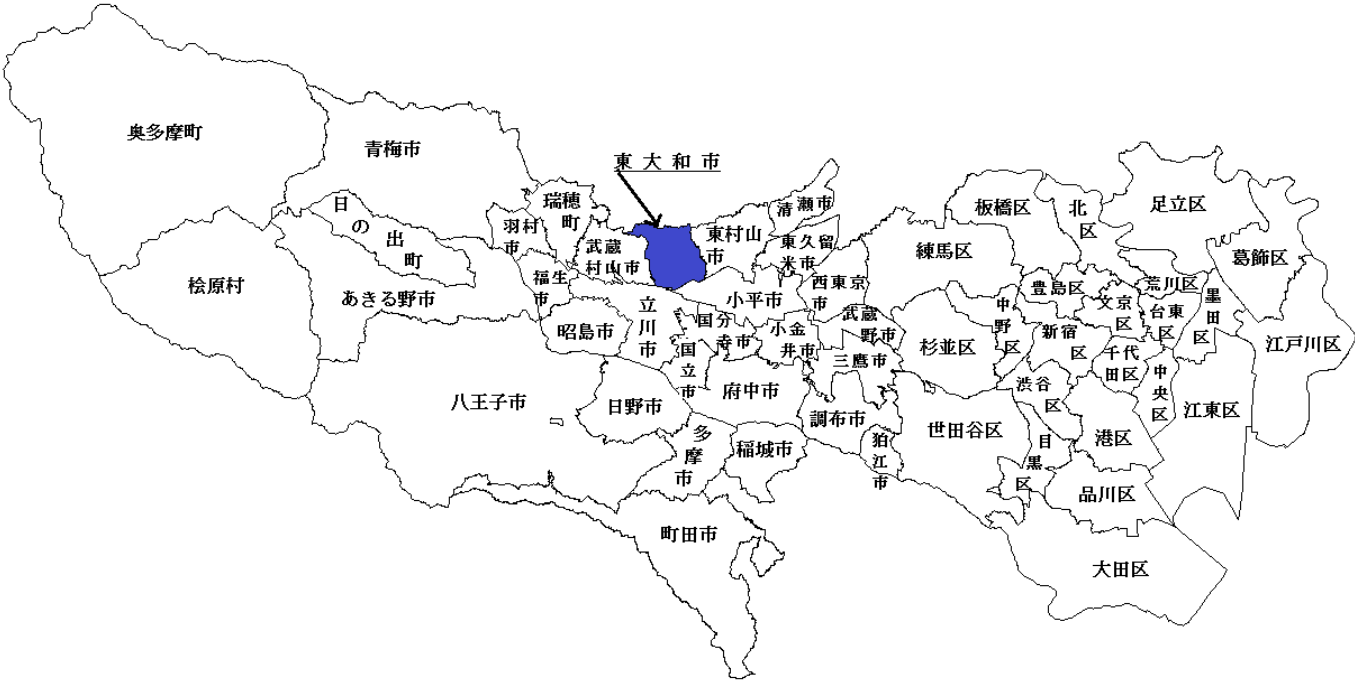 奥多摩町
青梅市
日の出町
桧原村
あきる野市
八王子市
羽村市
瑞穂町
福生市
武蔵村山市
東大和市
東村山市
清瀬市
東久留米市
西東京市
小平市
立川市
昭島市
国分寺市
国立市
小金井市
武蔵野市
三鷹市
日野市
府中市
調布市
狛江市
多摩市
稲城市
町田市
板橋区
北区
足立区
葛飾区
練馬区
豊島区
荒川区
文京区
台東区
墨田区
江戸川区
中野区
杉並区
新宿区
千代田区
中央区
江東区
渋谷区
世田谷区
目黒区
港区
品川区
大田区